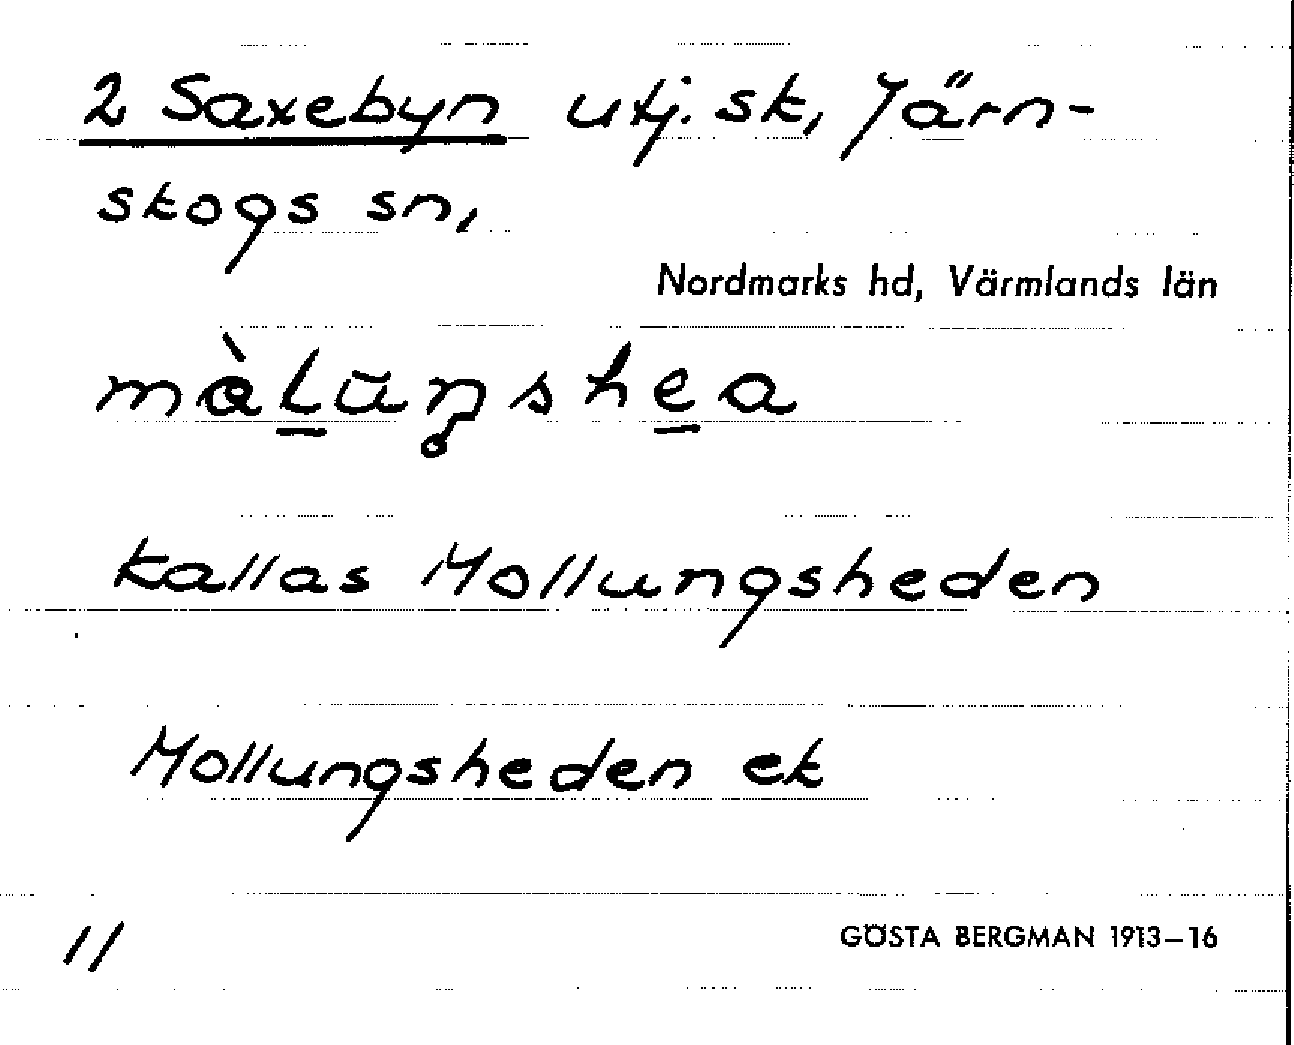 2 Saxebyn utj. sk, Järn-
skogs sn,
Nordmarks hd, Värmlands län
kallas Mollungsheden
Mollungsheden ek
11
GÖSTA BERGMAN 1913–16